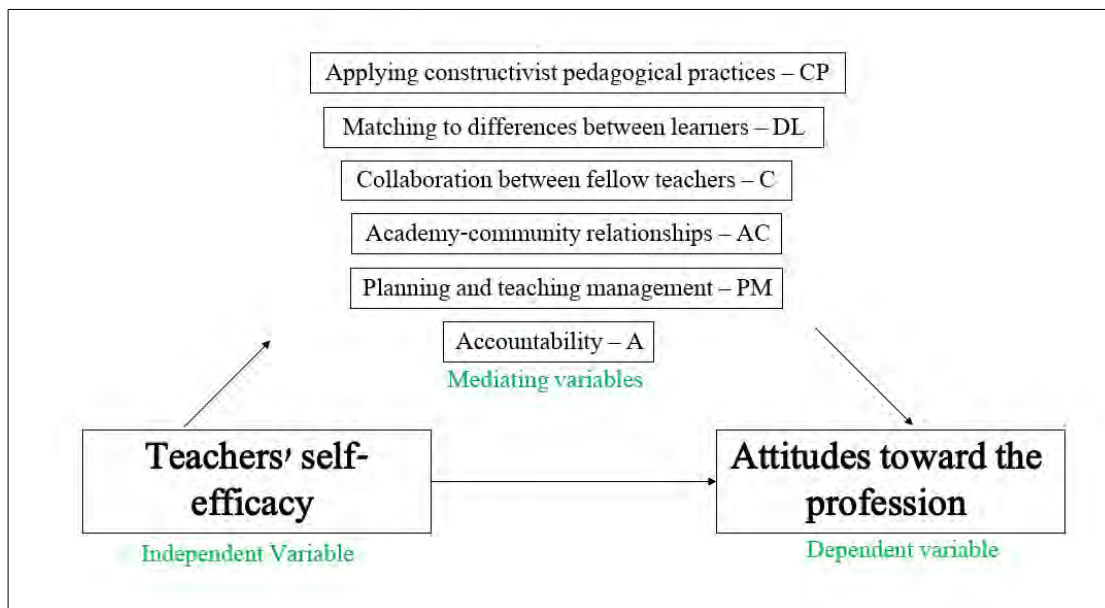 Applying constructivist pedagogical practices – CP
Matching to differences between learners – DL
Collaboration between fellow teachers – C
Academy-community relationships – AC
Planning and teaching management – PM
Accountability – A
Mediating variables
Teachers' self-
efficacy
Independent Variable
Attitudes toward the
profession
Dependent variable